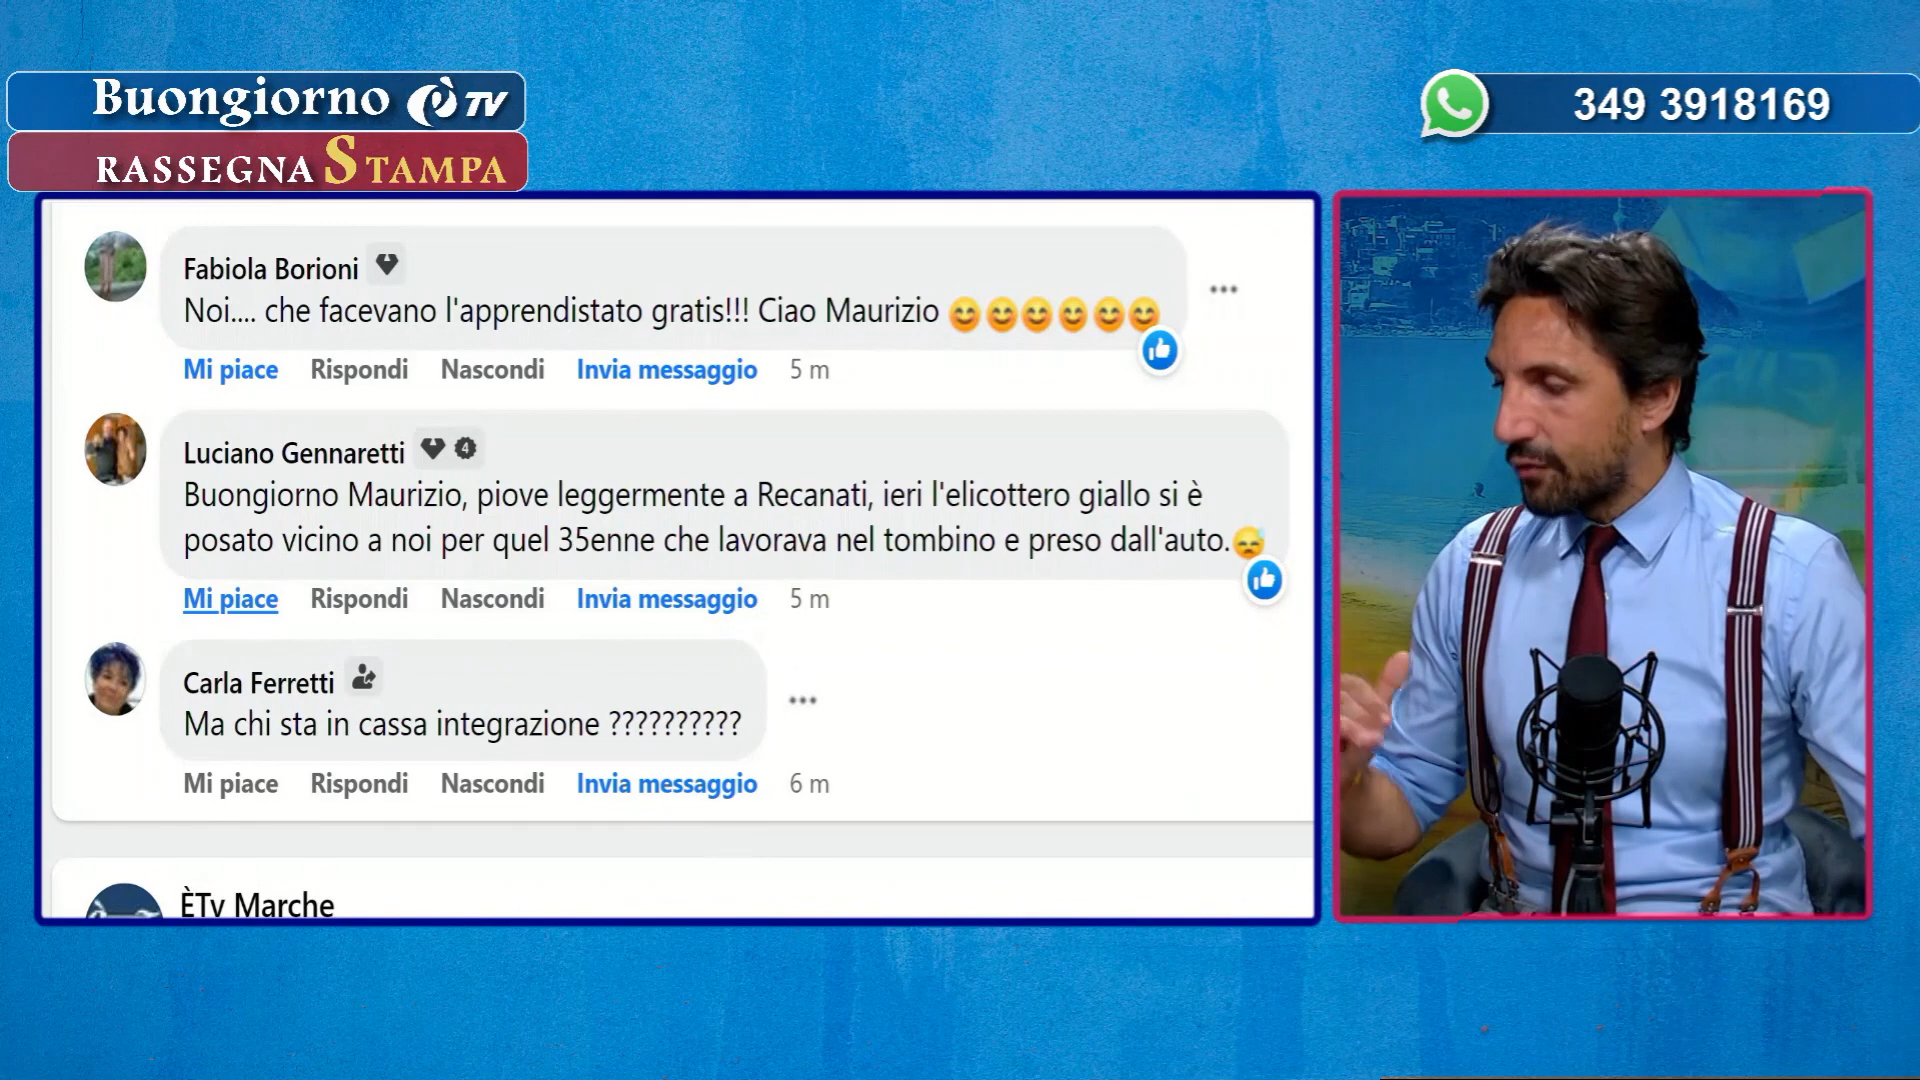 Buongiorno èTV
RASSEGNA STAMPA
349 3918169
Fabiola Borioni
Noi.... che facevano l'apprendistato gratis!!! Ciao Maurizio 😊😊😊😊😊😊
Mi piace Rispondi Nascondi Invia messaggio 5 m
Luciano Gennaretti 4
Buongiorno Maurizio, piove leggermente a Recanati, ieri l'elicottero giallo si è
posato vicino a noi per quel 35enne che lavorava nel tombino e preso dall'auto.😓
Mi piace Rispondi Nascondi Invia messaggio 5 m
Carla Ferretti
Ma chi sta in cassa integrazione ??????????
Mi piace Rispondi Nascondi Invia messaggio 6 m
ÈTv Marche